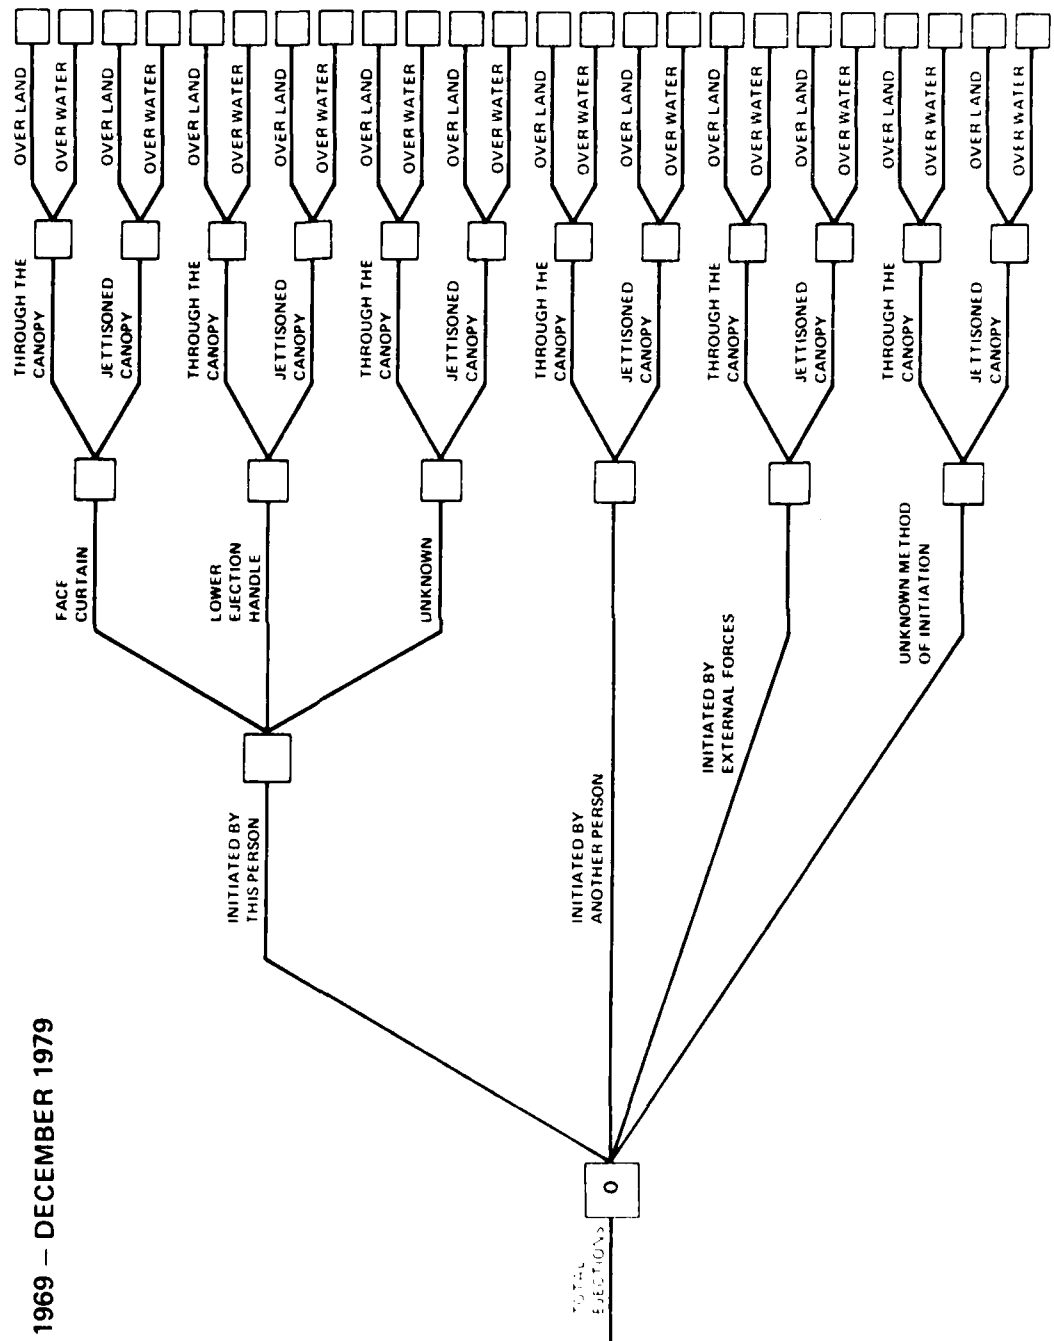 1969 – DECEMBER 1979
TOTAL
EJECTIONS
0
INITIATED BY
THIS PERSON
INITIATED BY
ANOTHER PERSON
INITIATED BY
EXTERNAL FORCES
UNKNOWN METHOD
OF INITIATION
FACE
CURTAIN
LOWER
EJECTION
HANDLE
UNKNOWN
THROUGH THE
CANOPY
JETTISONED
CANOPY
THROUGH THE
CANOPY
JETTISONED
CANOPY
THROUGH THE
CANOPY
JETTISONED
CANOPY
THROUGH THE
CANOPY
JETTISONED
CANOPY
THROUGH THE
CANOPY
JETTISONED
CANOPY
THROUGH THE
CANOPY
JETTISONED
CANOPY
OVER LAND
OVER WATER
OVER LAND
OVER WATER
OVER LAND
OVER WATER
OVER LAND
OVER WATER
OVER LAND
OVER WATER
OVER LAND
OVER WATER
OVER LAND
OVER WATER
OVER LAND
OVER WATER
OVER LAND
OVER WATER
OVER LAND
OVER WATER
OVER LAND
OVER WATER
OVER LAND
OVER WATER